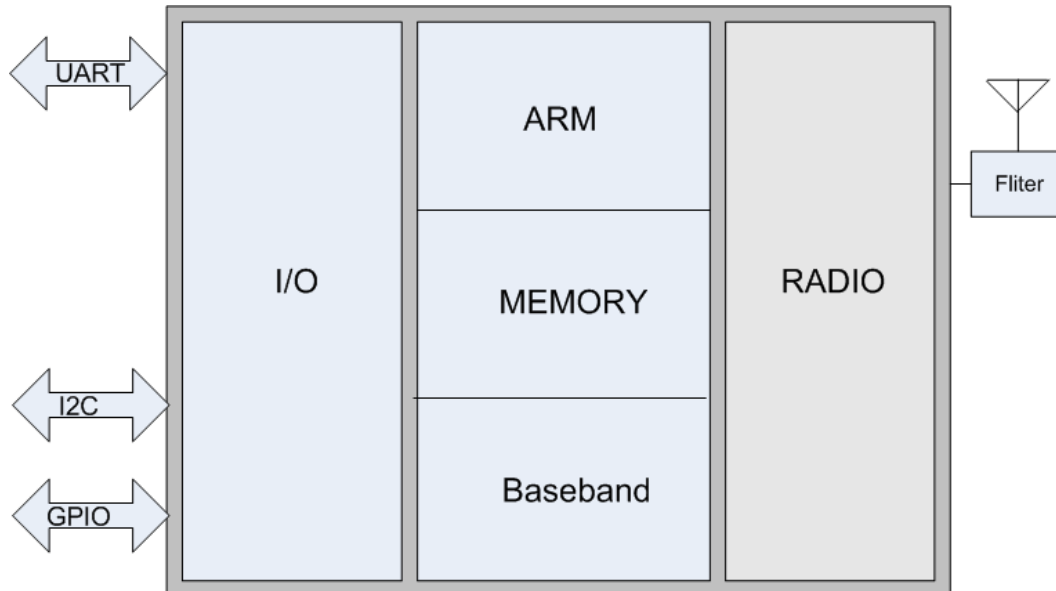 UART
ARM
Fliter
I/O
MEMORY
RADIO
I2C
Baseband
GPIO